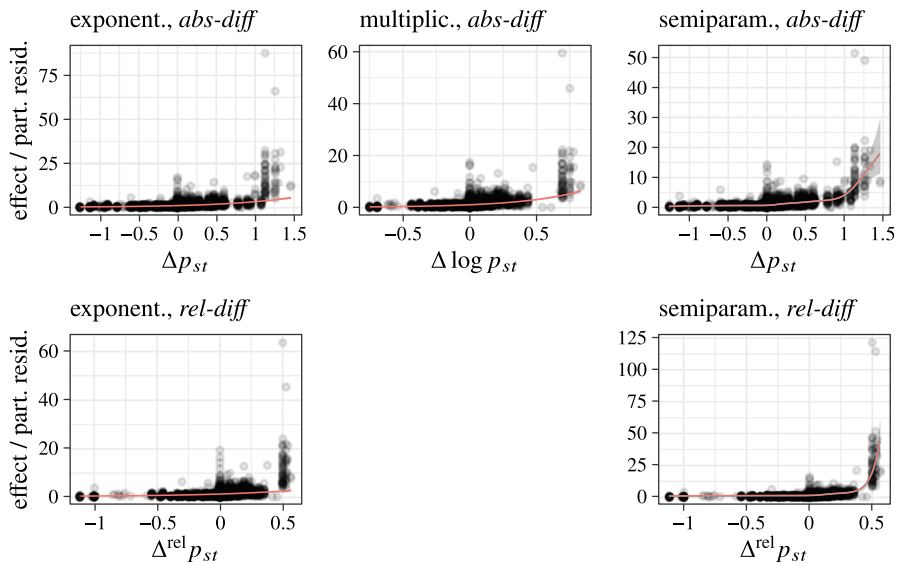 exponent., abs-diff
multiplic., abs-diff
semiparam., abs-diff
effect / part. resid.
75
50
25
0
−1 −0.5 0 0.5 1 1.5
Δp_st
60
40
20
0
−0.5 0 0.5
Δ log p_st
50
40
30
20
10
0
−1 −0.5 0 0.5 1 1.5
Δp_st
exponent., rel-diff
semiparam., rel-diff
effect / part. resid.
60
40
20
0
−1 −0.5 0 0.5
Δ^rel p_st
125
100
75
50
25
0
−1 −0.5 0 0.5
Δ^rel p_st